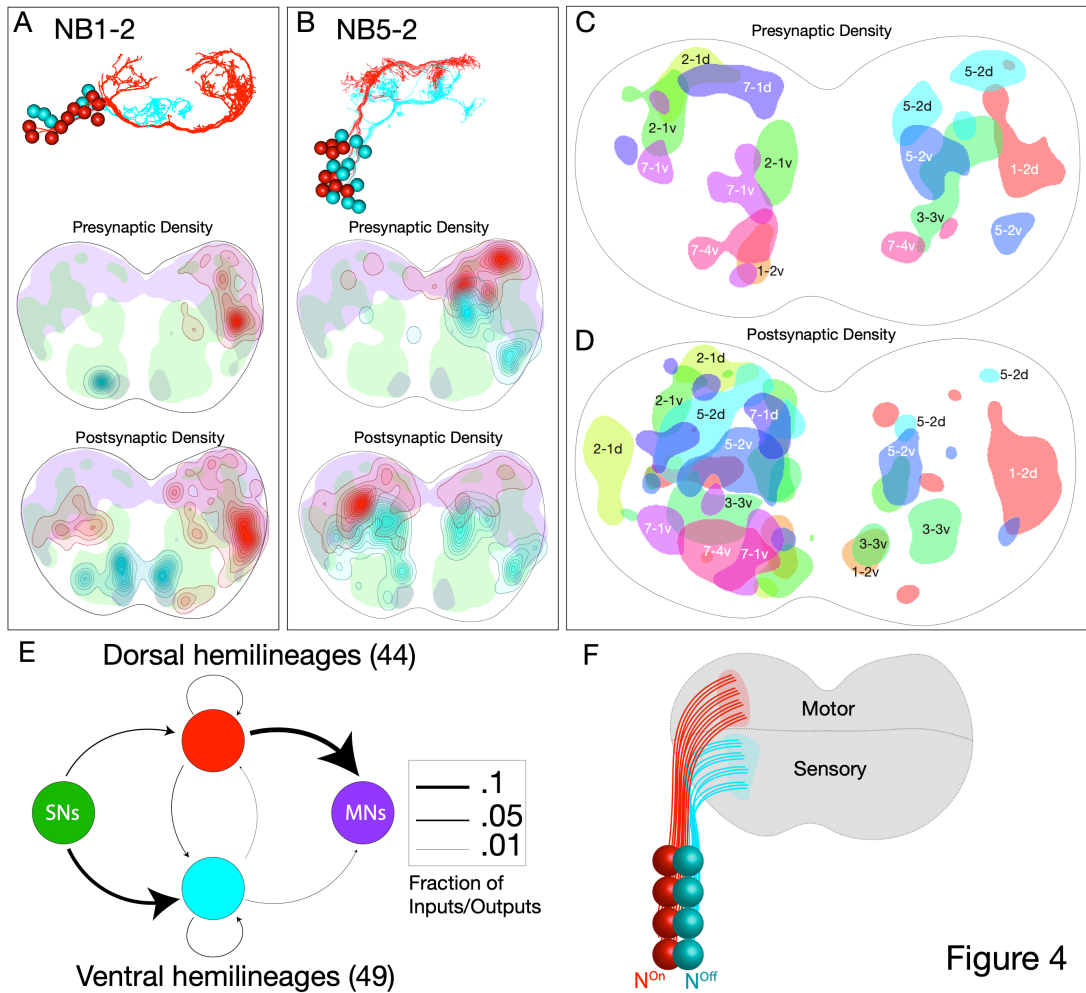 A
NB1-2
Presynaptic Density
Postsynaptic Density
B
NB5-2
Presynaptic Density
Postsynaptic Density
C
Presynaptic Density
2-1d
7-1d
2-1v
7-1v
2-1v
7-1v
7-4v
1-2v
5-2d
5-2d
5-2v
1-2d
3-3v
5-2v
7-4v
D
Postsynaptic Density
2-1d
2-1v
5-2d
7-1d
2-1d
5-2v
3-3v
7-1v
7-4v
7-1v
5-2d
5-2d
5-2v
1-2d
3-3v
3-3v
1-2v
E
Dorsal hemilineages (44)
SNs
MNs
.1
.05
.01
Fraction of
Inputs/Outputs
Ventral hemilineages (49)
F
Motor
Sensory
N^On
N^Off
Figure 4